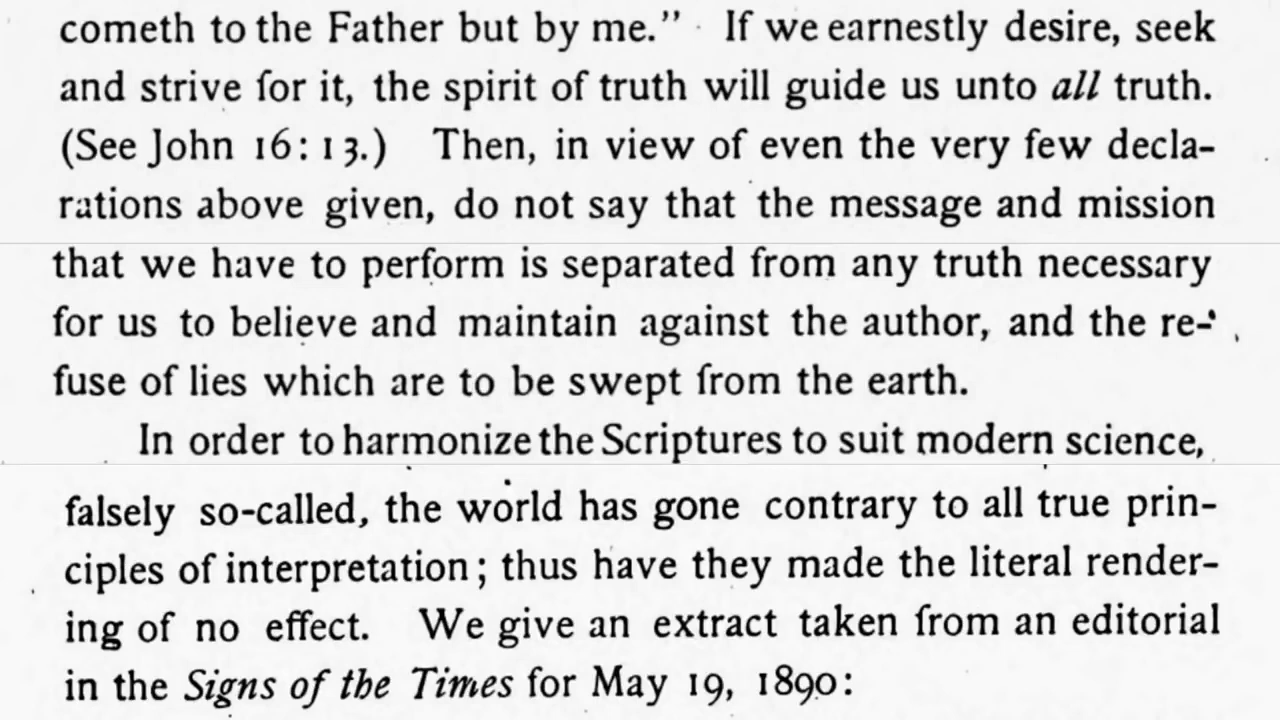 cometh to the Father but by me.” If we earnestly desire, seek
and strive for it, the spirit of truth will guide us unto all truth.
(See John 16:13.) Then, in view of even the very few decla-
rations above given, do not say that the message and mission
that we have to perform is separated from any truth necessary
for us to believe and maintain against the author, and the re-
fuse of lies which are to be swept from the earth.
In order to harmonize the Scriptures to suit modern science,
falsely so-called, the world has gone contrary to all true prin-
ciples of interpretation; thus have they made the literal render-
ing of no effect. We give an extract taken from an editorial
in the Signs of the Times for May 19, 1890: